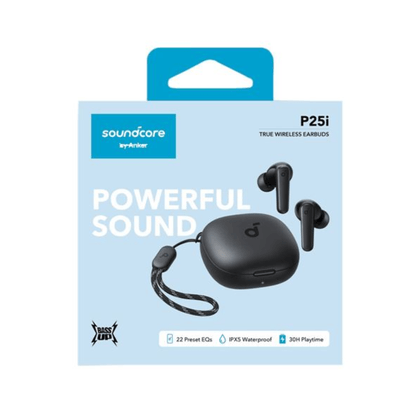 soundcore
by Anker
P25i
TRUE WIRELESS EARBUDS
POWERFUL
SOUND
BASS
UP
22 Preset EQs
IPX5 Waterproof
30H Playtime